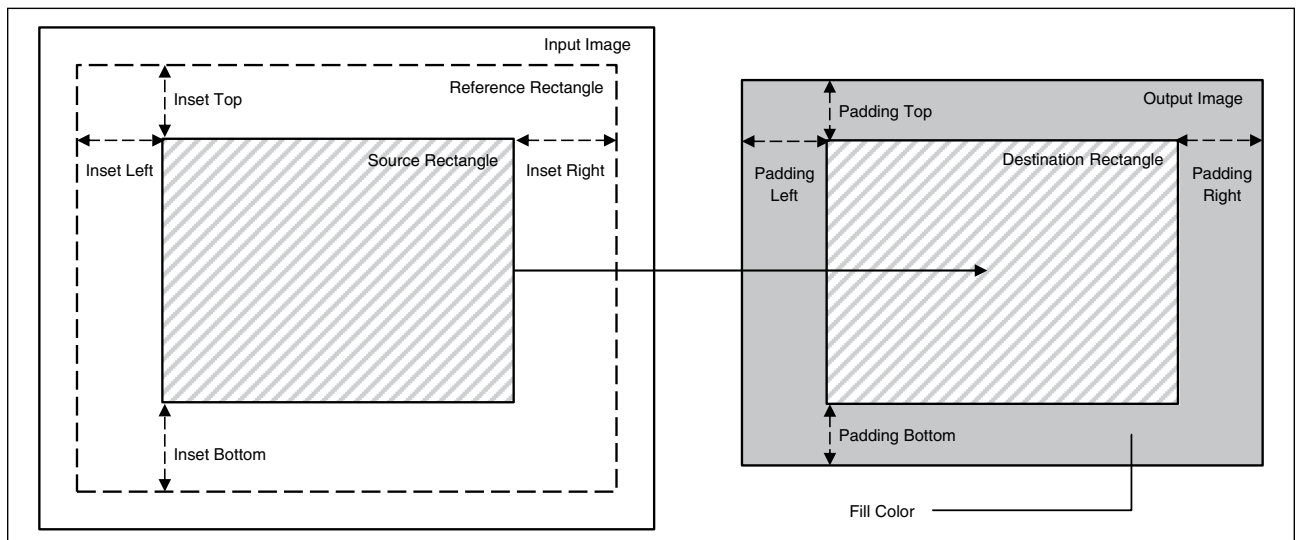 Input Image
Reference Rectangle
Inset Top
Source Rectangle
Inset Left
Inset Right
Inset Bottom
Output Image
Padding Top
Destination Rectangle
Padding
Left
Padding
Right
Padding Bottom
Fill Color